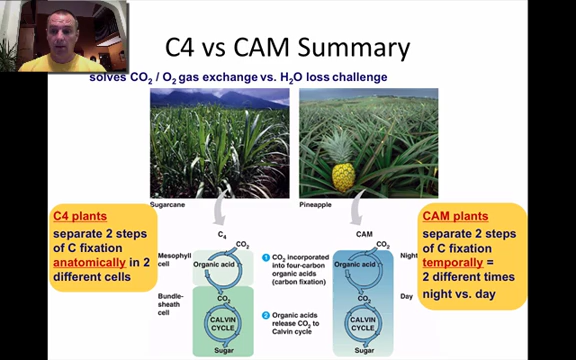 C4 vs CAM Summary
solves CO2 / O2 gas exchange vs. H2O loss challenge
Sugarcane
Pineapple
C4 plants
separate 2 steps
of C fixation
anatomically in 2
different cells
C4
CO2
Mesophyll
cell
Organic acid
Bundle-
sheath
cell
CO2
CALVIN
CYCLE
Sugar
1 CO2 incorporated
into four-carbon
organic acids
(carbon fixation)
2 Organic acids
release CO2 to
Calvin cycle
CAM
CO2
Organic acid
Night
CO2
Day
CALVIN
CYCLE
Sugar
CAM plants
separate 2 steps
of C fixation
temporally =
2 different times
night vs. day